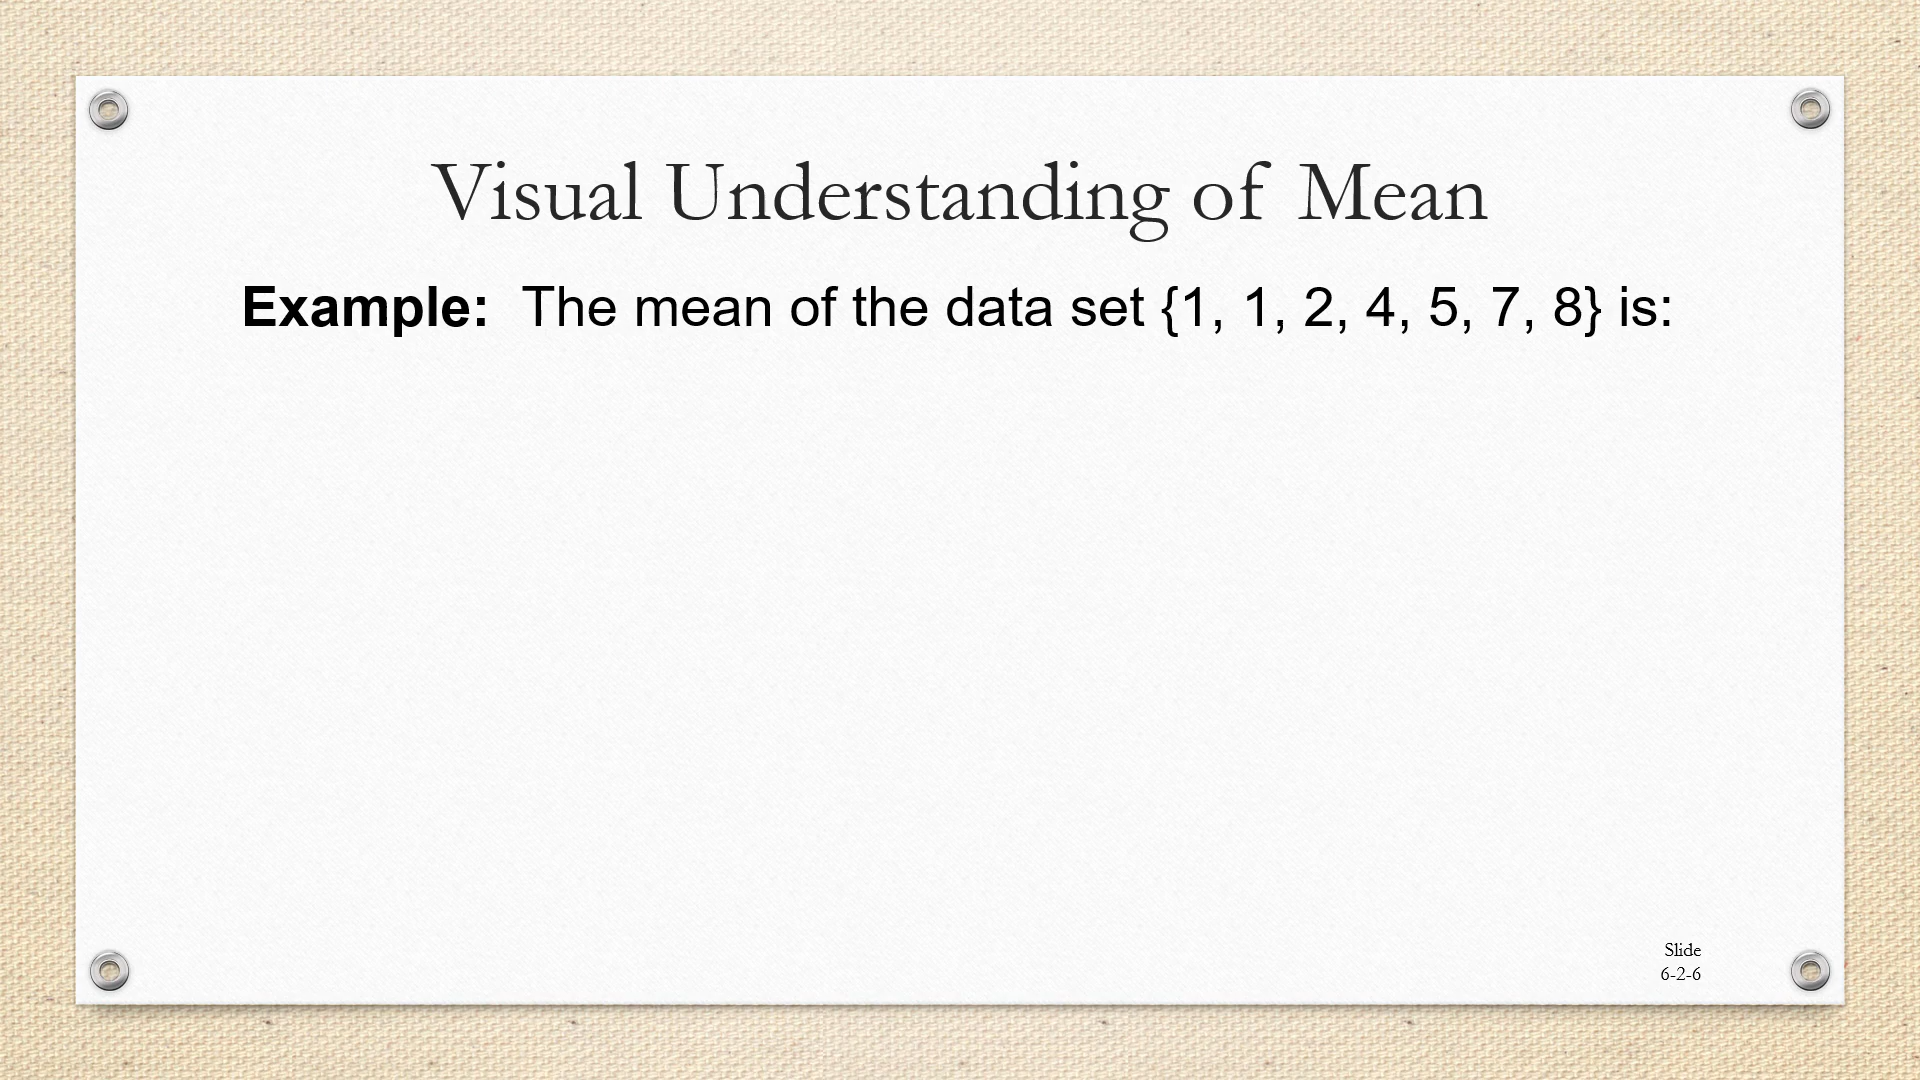 Visual Understanding of Mean
Example: The mean of the data set {1, 1, 2, 4, 5, 7, 8} is:
Slide
6-2-6